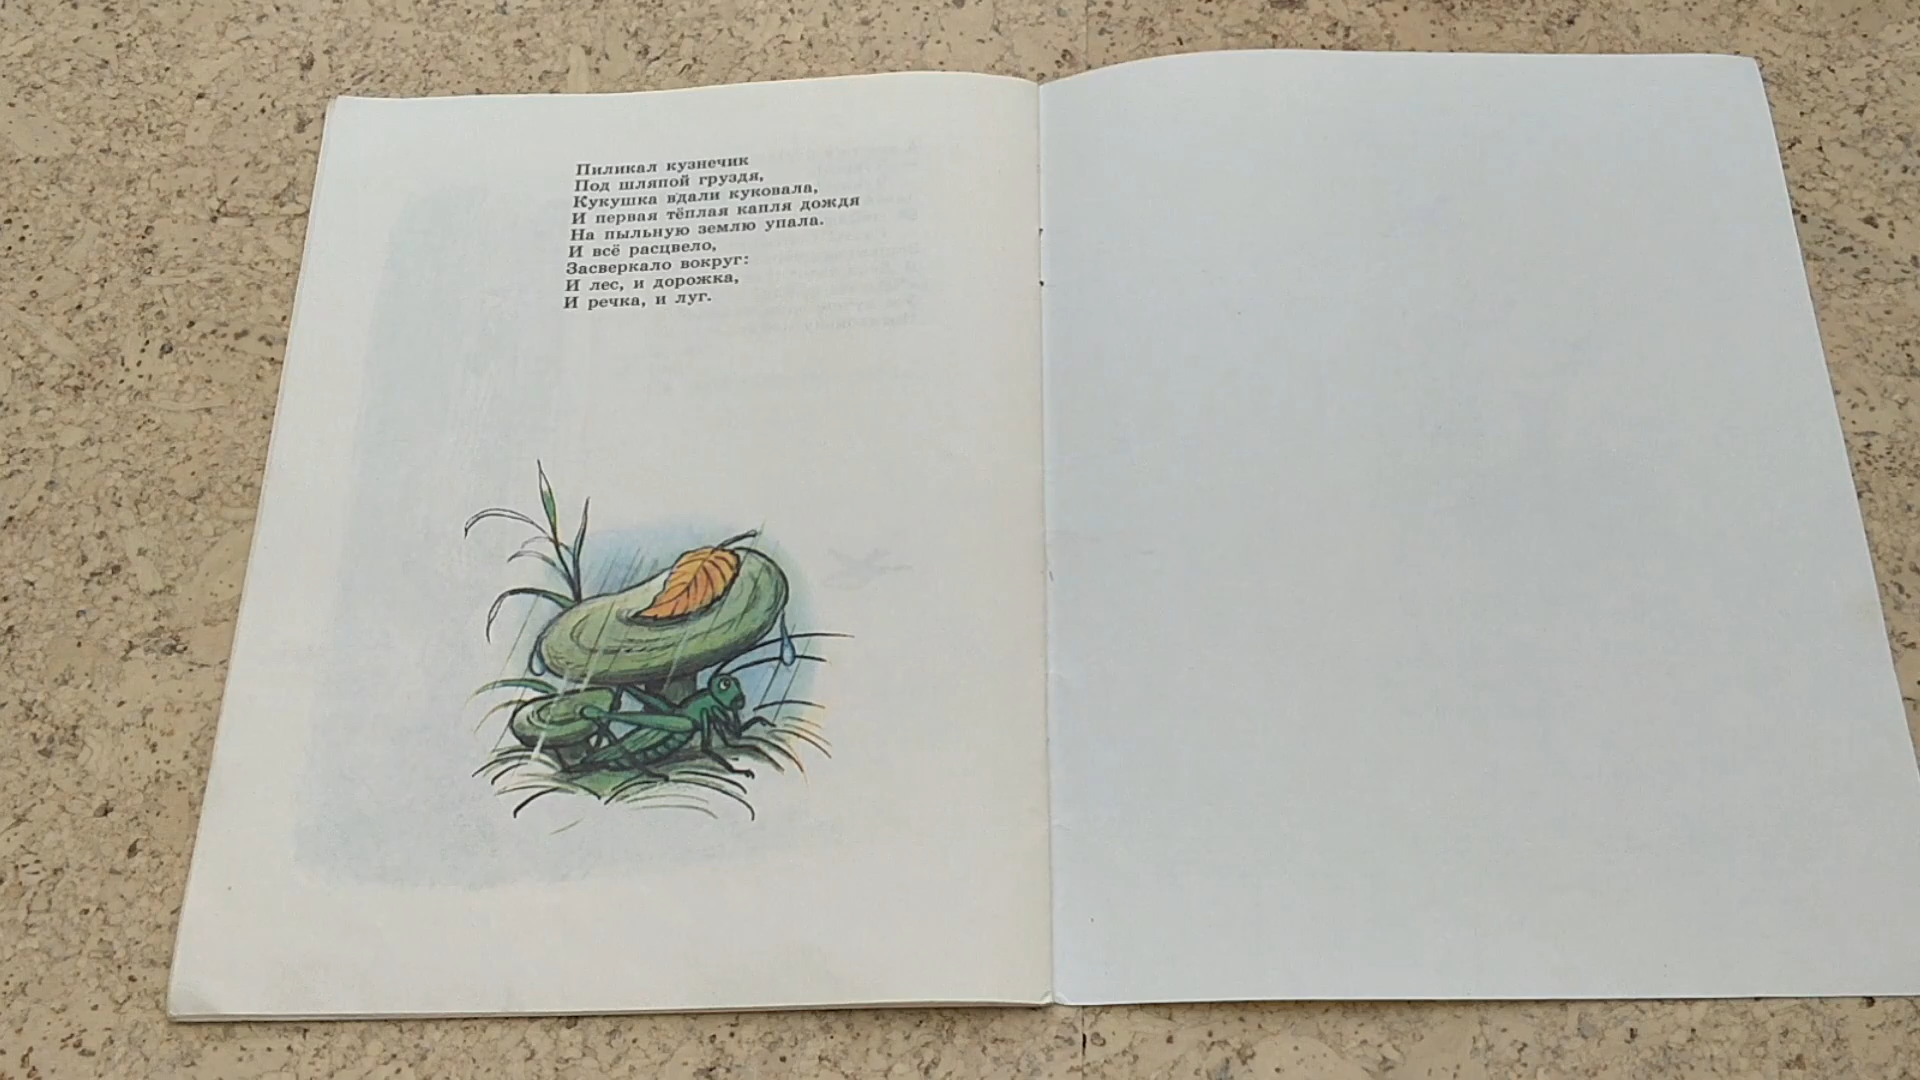 Пиликал кузнечик
Под шляпой груздя,
Кукушка вдали куковала,
И первая тёплая капля дождя
На пыльную землю упала.
И всё расцвело,
Засверкало вокруг:
И лес, и дорожка,
И речка, и луг.